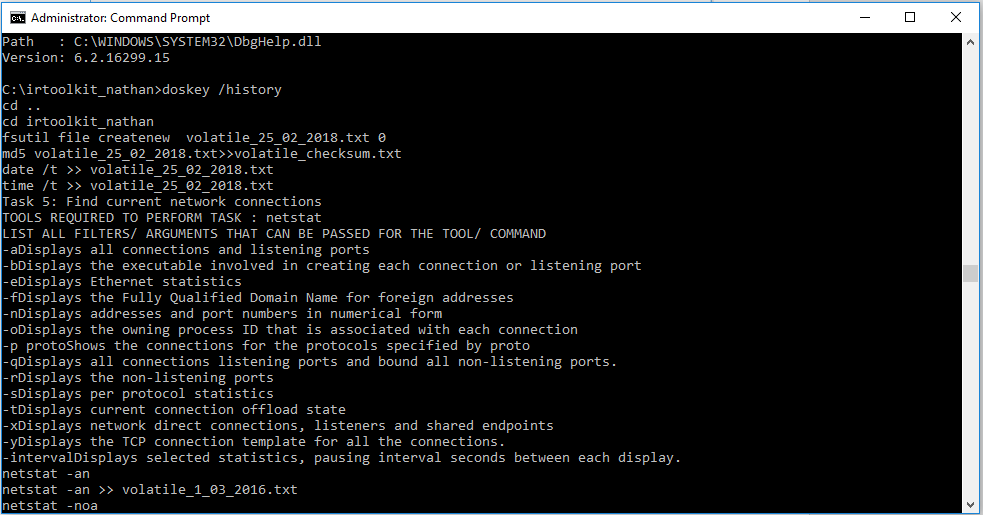 Administrator: Command Prompt
Path   : C:\WINDOWS\SYSTEM32\DbgHelp.dll
Version: 6.2.16299.15
C:\irtoolkit_nathan>doskey /history
cd ..
cd irtoolkit_nathan
fsutil file createnew  volatile_25_02_2018.txt 0
md5 volatile_25_02_2018.txt>>volatile_checksum.txt
date /t >> volatile_25_02_2018.txt
time /t >> volatile_25_02_2018.txt
Task 5: Find current network connections
TOOLS REQUIRED TO PERFORM TASK : netstat
LIST ALL FILTERS/ ARGUMENTS THAT CAN BE PASSED FOR THE TOOL/ COMMAND
-aDisplays all connections and listening ports
-bDisplays the executable involved in creating each connection or listening port
-eDisplays Ethernet statistics
-fDisplays the Fully Qualified Domain Name for foreign addresses
-nDisplays addresses and port numbers in numerical form
-oDisplays the owning process ID that is associated with each connection
-p protoShows the connections for the protocols specified by proto
-qDisplays all connections listening ports and bound all non-listening ports.
-rDisplays the non-listening ports
-sDisplays per protocol statistics
-tDisplays current connection offload state
-xDisplays network direct connections, listeners and shared endpoints
-yDisplays the TCP connection template for all the connections.
-intervalDisplays selected statistics, pausing interval seconds between each display.
netstat -an
netstat -an >> volatile_1_03_2016.txt
netstat -noa